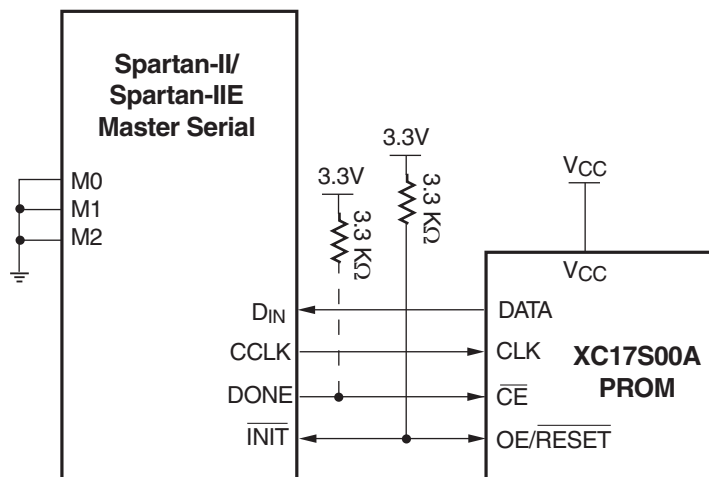 Spartan-II/
Spartan-IIE
Master Serial
M0
M1
M2
3.3V
3.3 KΩ
3.3V
3.3 KΩ
VCC
VCC
DIN
CCLK
DONE
INIT
DATA
CLK
CE
OE/RESET
XC17S00A
PROM